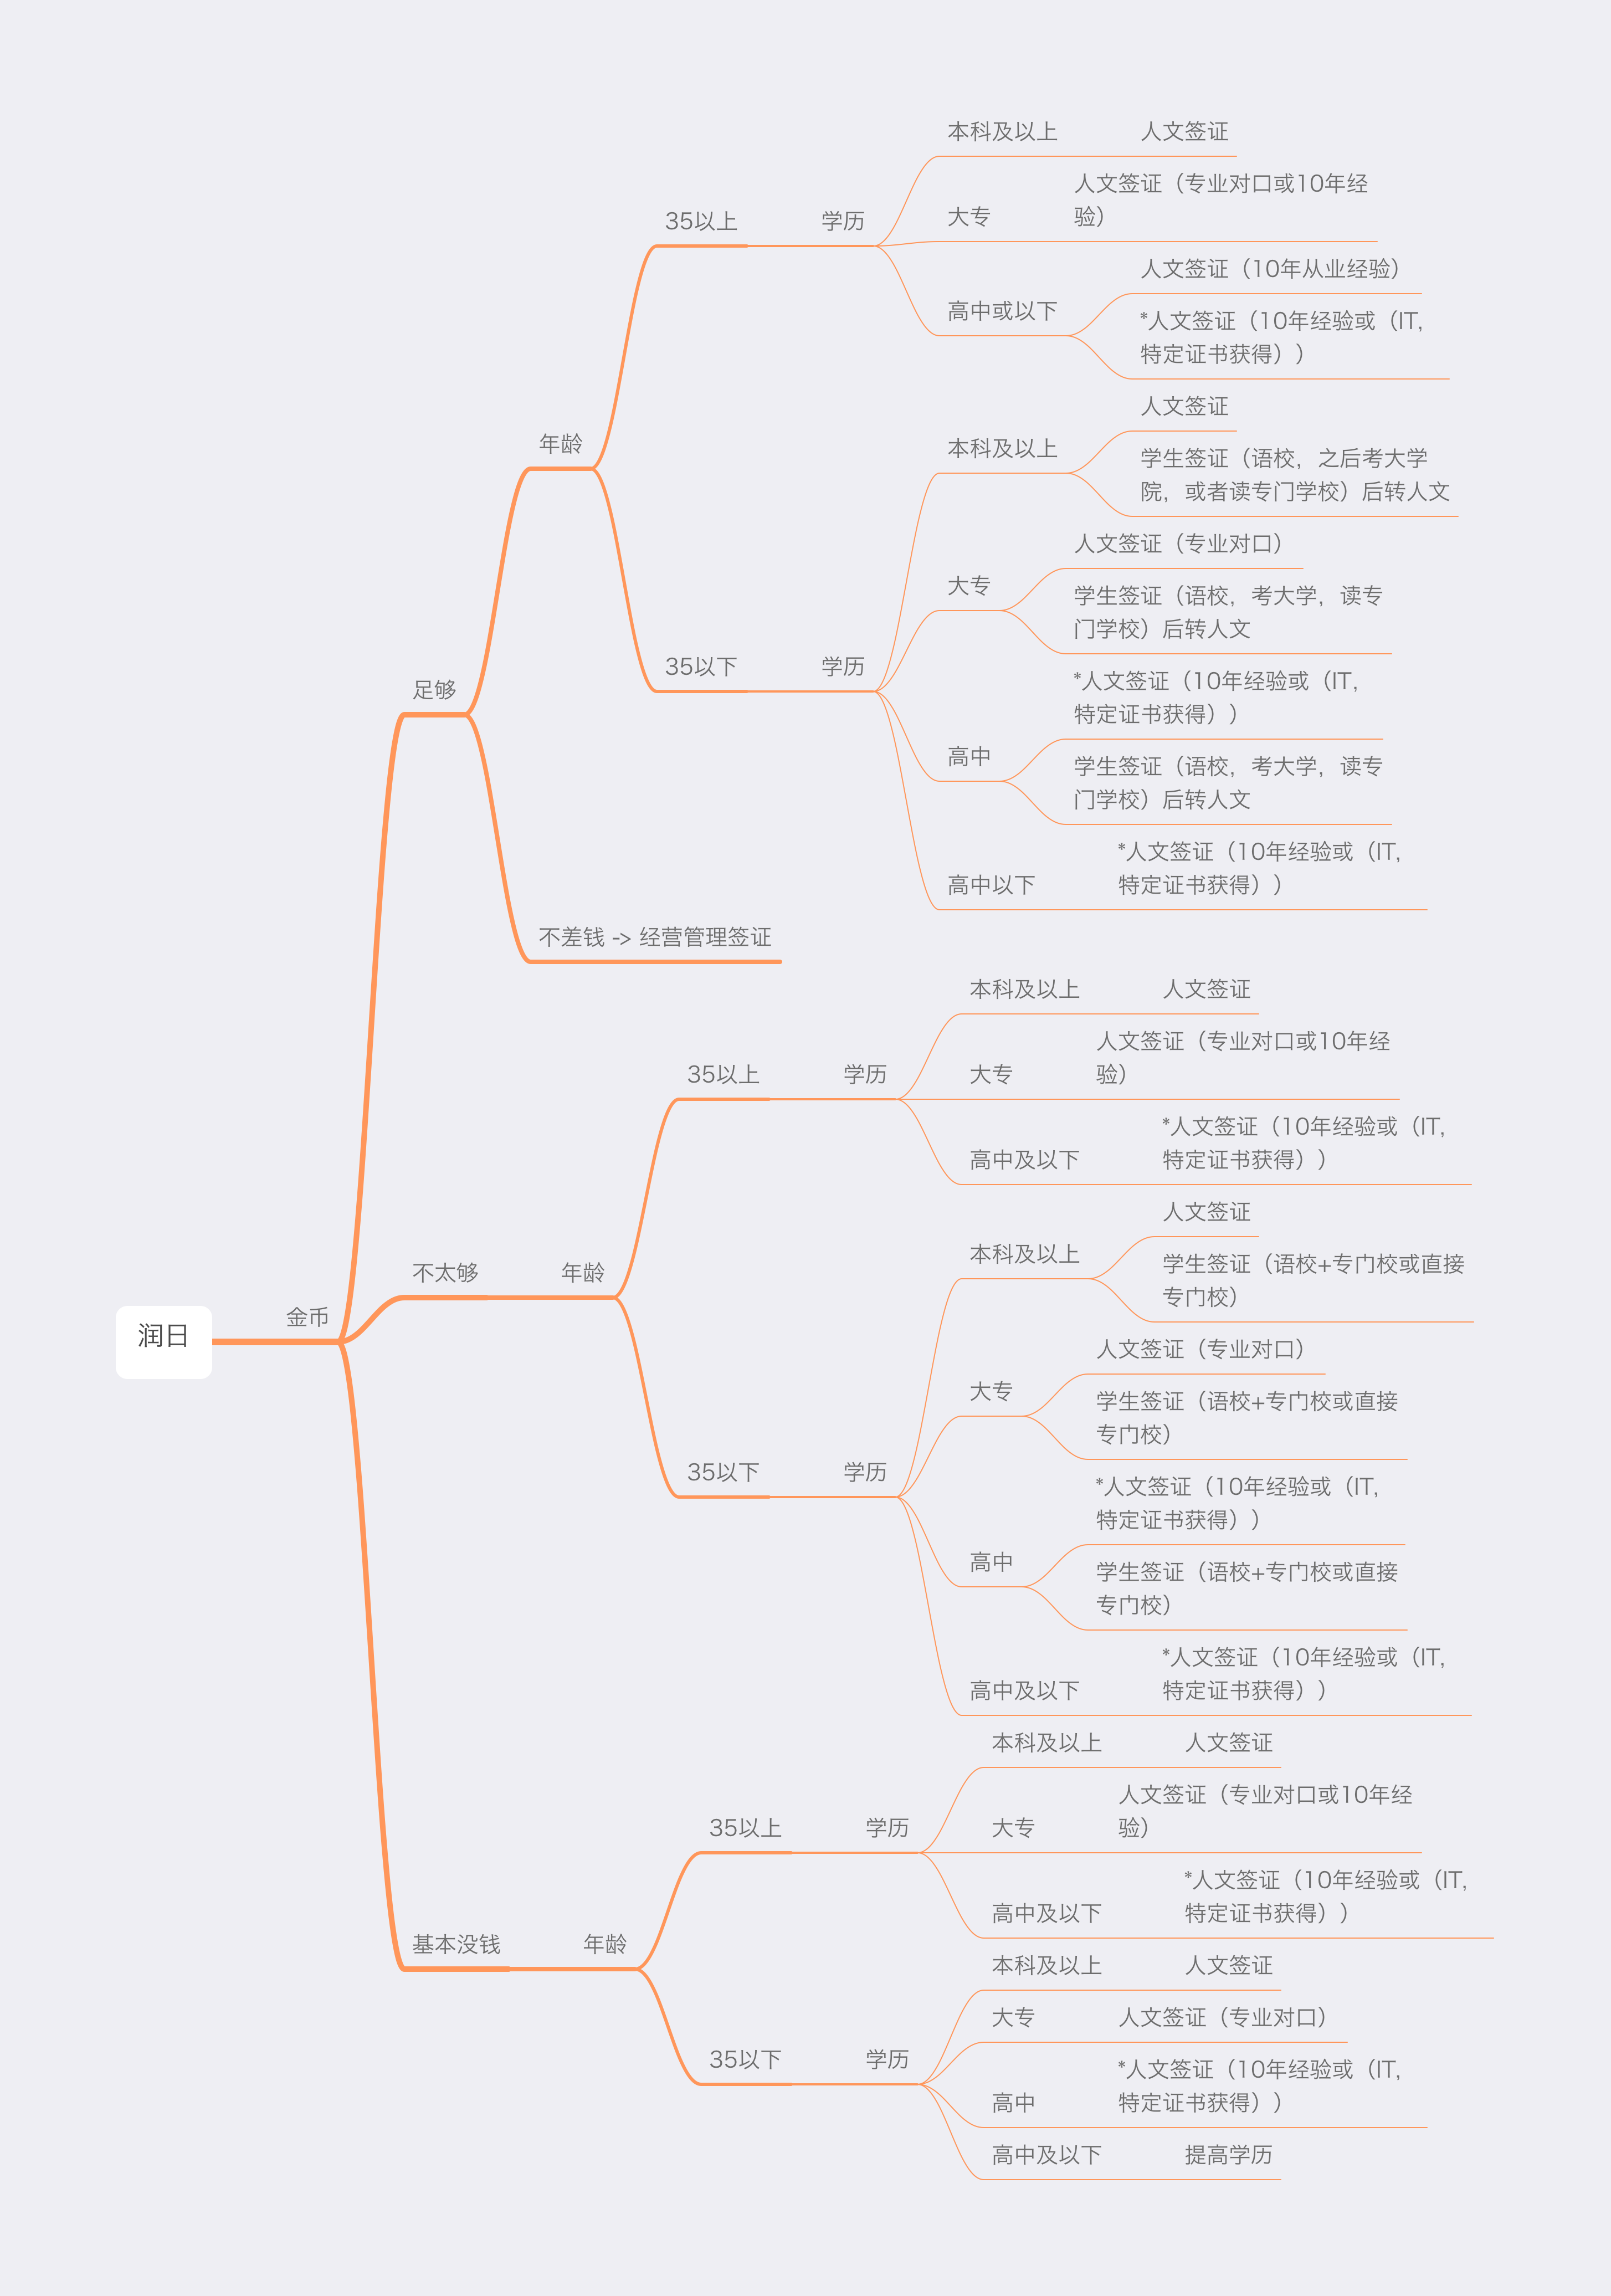 润日
金币
足够
年龄
35以上
学历
本科及以上
人文签证
大专
人文签证（专业对口或10年经
验）
高中或以下
人文签证（10年从业经验）
*人文签证（10年经验或（IT,
特定证书获得））
35以下
学历
本科及以上
人文签证
学生签证（语校，之后考大学
院，或者读专门学校）后转人文
大专
人文签证（专业对口）
学生签证（语校，考大学，读专
门学校）后转人文
高中
*人文签证（10年经验或（IT,
特定证书获得））
学生签证（语校，考大学，读专
门学校）后转人文
高中以下
*人文签证（10年经验或（IT,
特定证书获得））
不差钱 -> 经营管理签证
不太够
年龄
35以上
学历
本科及以上
人文签证
大专
人文签证（专业对口或10年经
验）
高中及以下
*人文签证（10年经验或（IT,
特定证书获得））
35以下
学历
本科及以上
人文签证
学生签证（语校+专门校或直接
专门校）
大专
人文签证（专业对口）
学生签证（语校+专门校或直接
专门校）
高中
*人文签证（10年经验或（IT,
特定证书获得））
学生签证（语校+专门校或直接
专门校）
高中及以下
*人文签证（10年经验或（IT,
特定证书获得））
基本没钱
年龄
35以上
学历
本科及以上
人文签证
大专
人文签证（专业对口或10年经
验）
高中及以下
*人文签证（10年经验或（IT,
特定证书获得））
35以下
学历
本科及以上
人文签证
大专
人文签证（专业对口）
高中
*人文签证（10年经验或（IT,
特定证书获得））
高中及以下
提高学历